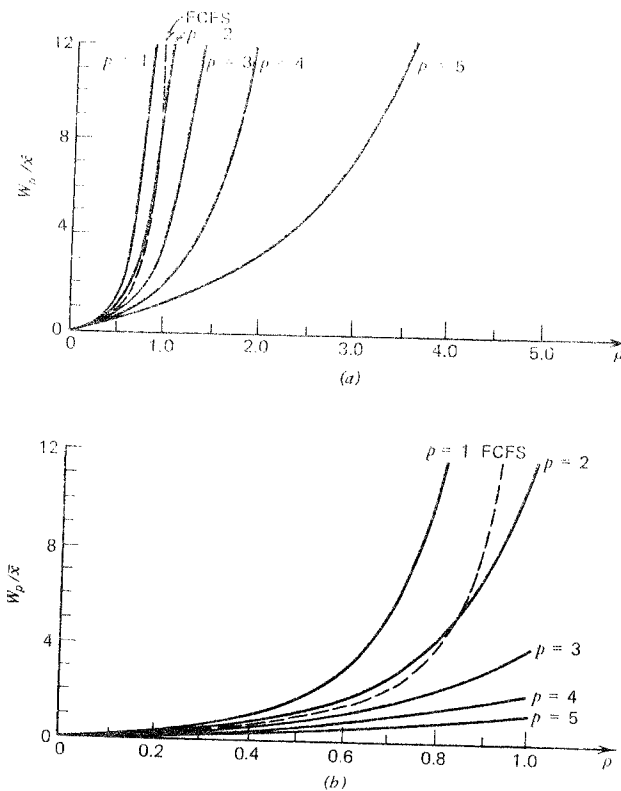 FCFS
p = 2
12
p = 1
p = 3
p = 4
p = 5
8
W_p/x̄
4
0
0
1.0
2.0
3.0
4.0
5.0
ρ
(a)
12
p = 1 FCFS
p = 2
8
W_p/x̄
4
p = 3
p = 4
p = 5
0
0
0.2
0.4
0.6
0.8
1.0
ρ
(b)